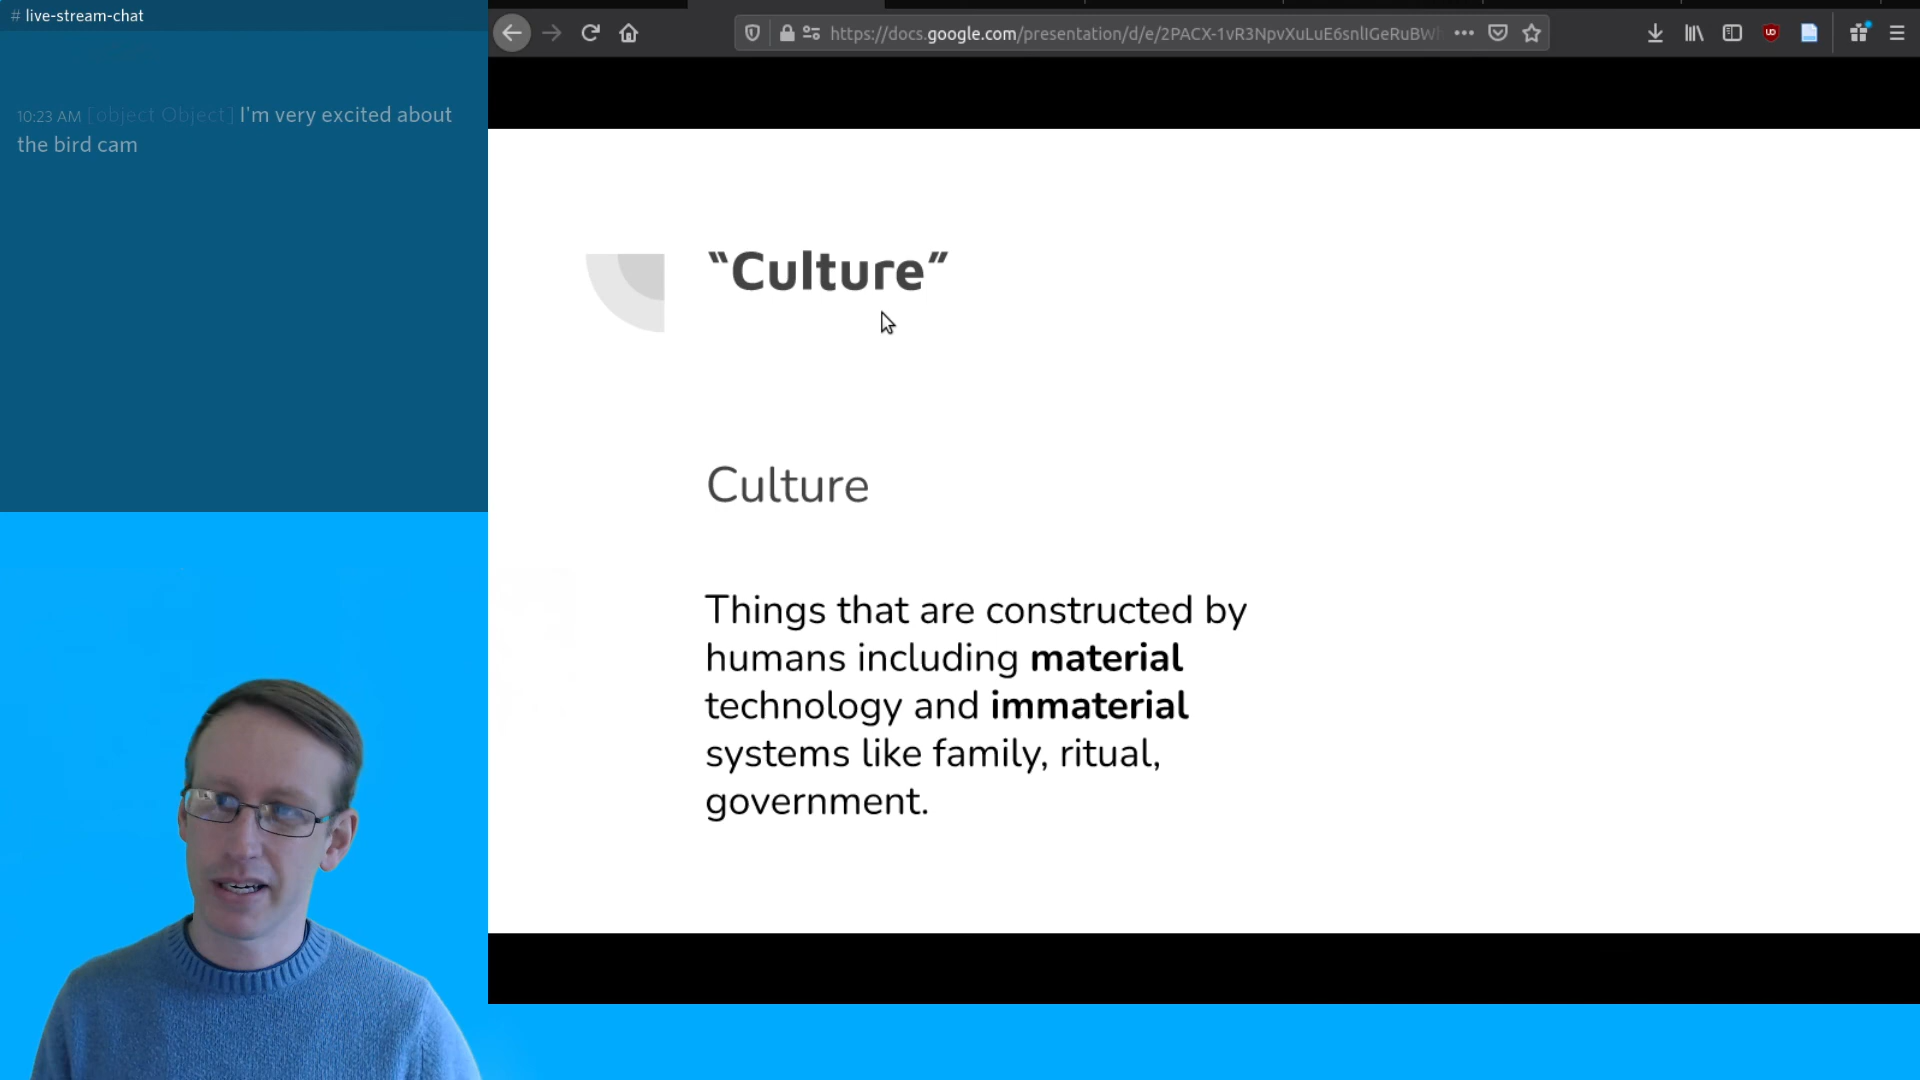 # live-stream-chat
10:23 AM [object Object] I'm very excited about
the bird cam
https://docs.google.com/presentation/d/e/2PACX-1vR3NpvXuLuE6snlIGeRuBW
“Culture”
Culture
Things that are constructed by
humans including material
technology and immaterial
systems like family, ritual,
government.